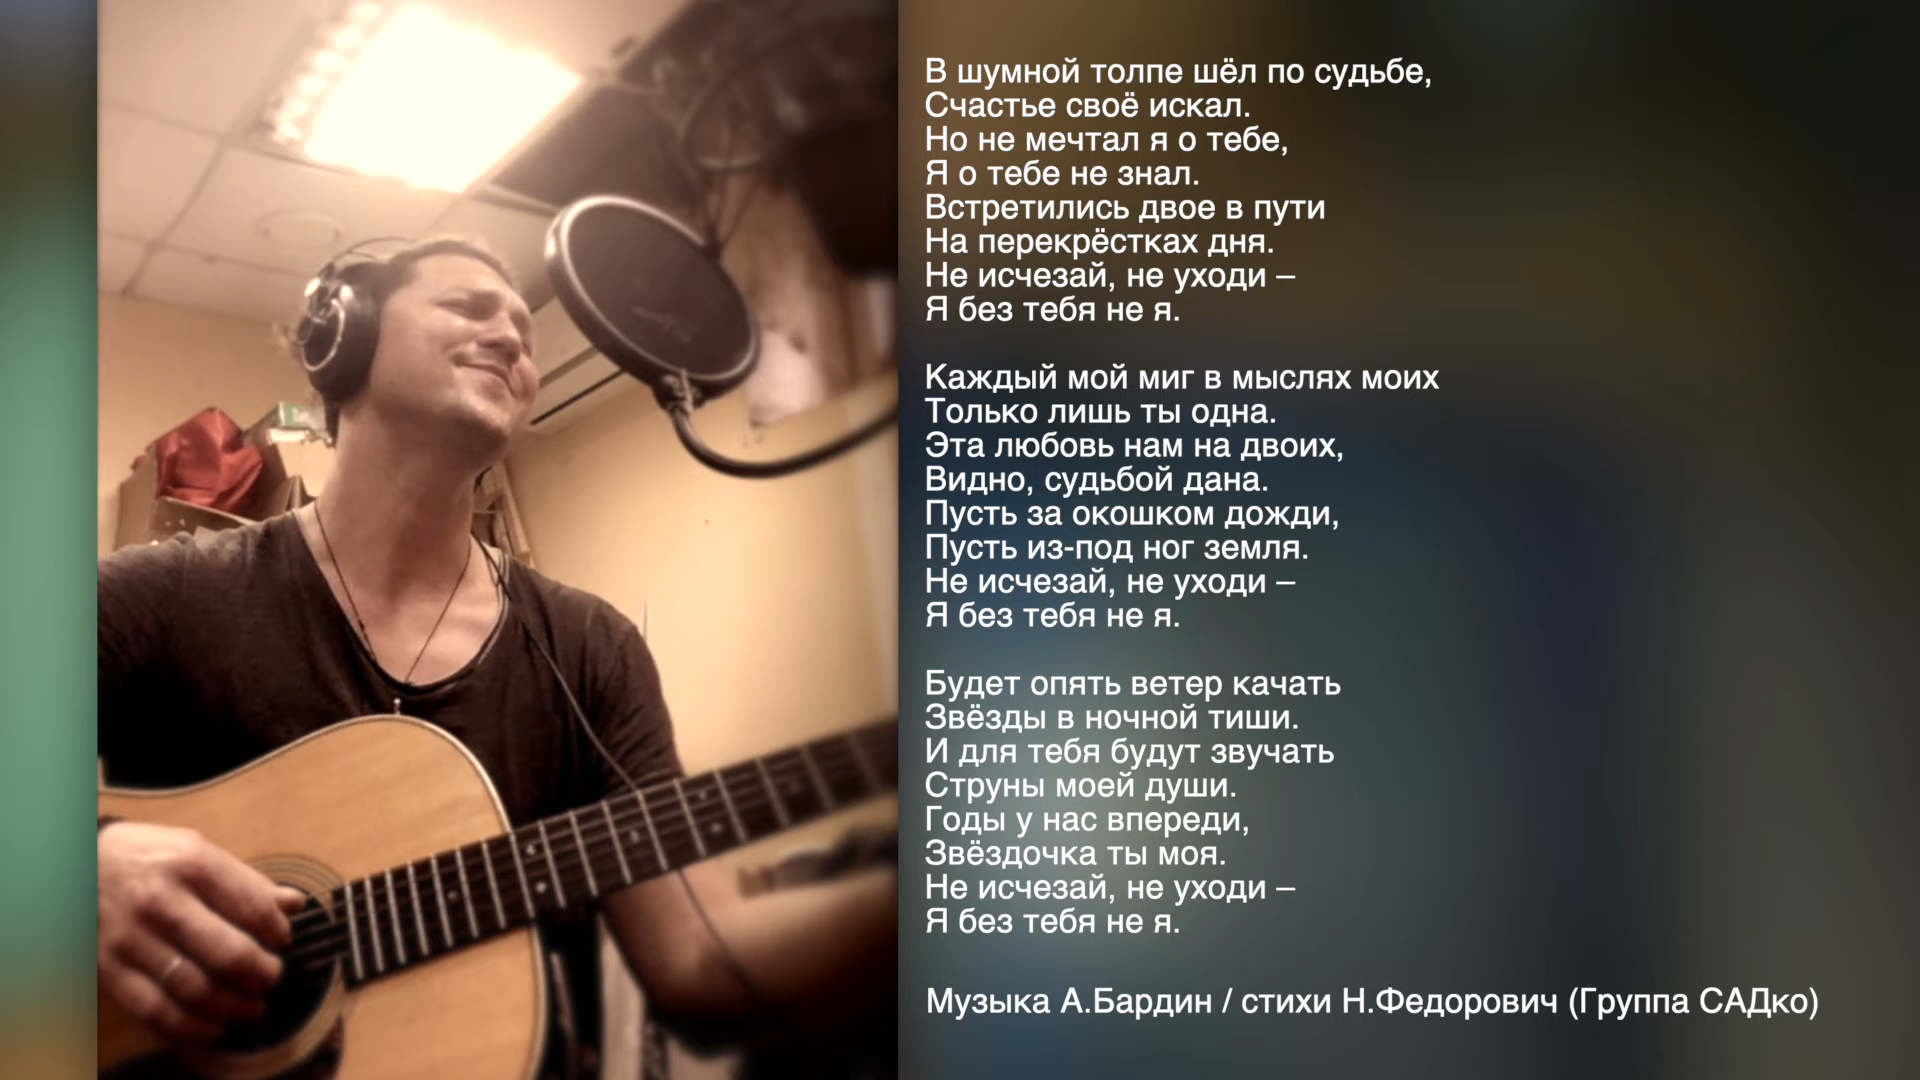 В шумной толпе шёл по судьбе,
Счастье своё искал.
Но не мечтал я о тебе,
Я о тебе не знал.
Встретились двое в пути
На перекрёстках дня.
Не исчезай, не уходи –
Я без тебя не я.
Каждый мой миг в мыслях моих
Только лишь ты одна.
Эта любовь нам на двоих,
Видно, судьбой дана.
Пусть за окошком дожди,
Пусть из-под ног земля.
Не исчезай, не уходи –
Я без тебя не я.
Будет опять ветер качать
Звёзды в ночной тиши.
И для тебя будут звучать
Струны моей души.
Годы у нас впереди,
Звёздочка ты моя.
Не исчезай, не уходи –
Я без тебя не я.
Музыка А.Бардин / стихи Н.Федорович (Группа САДко)